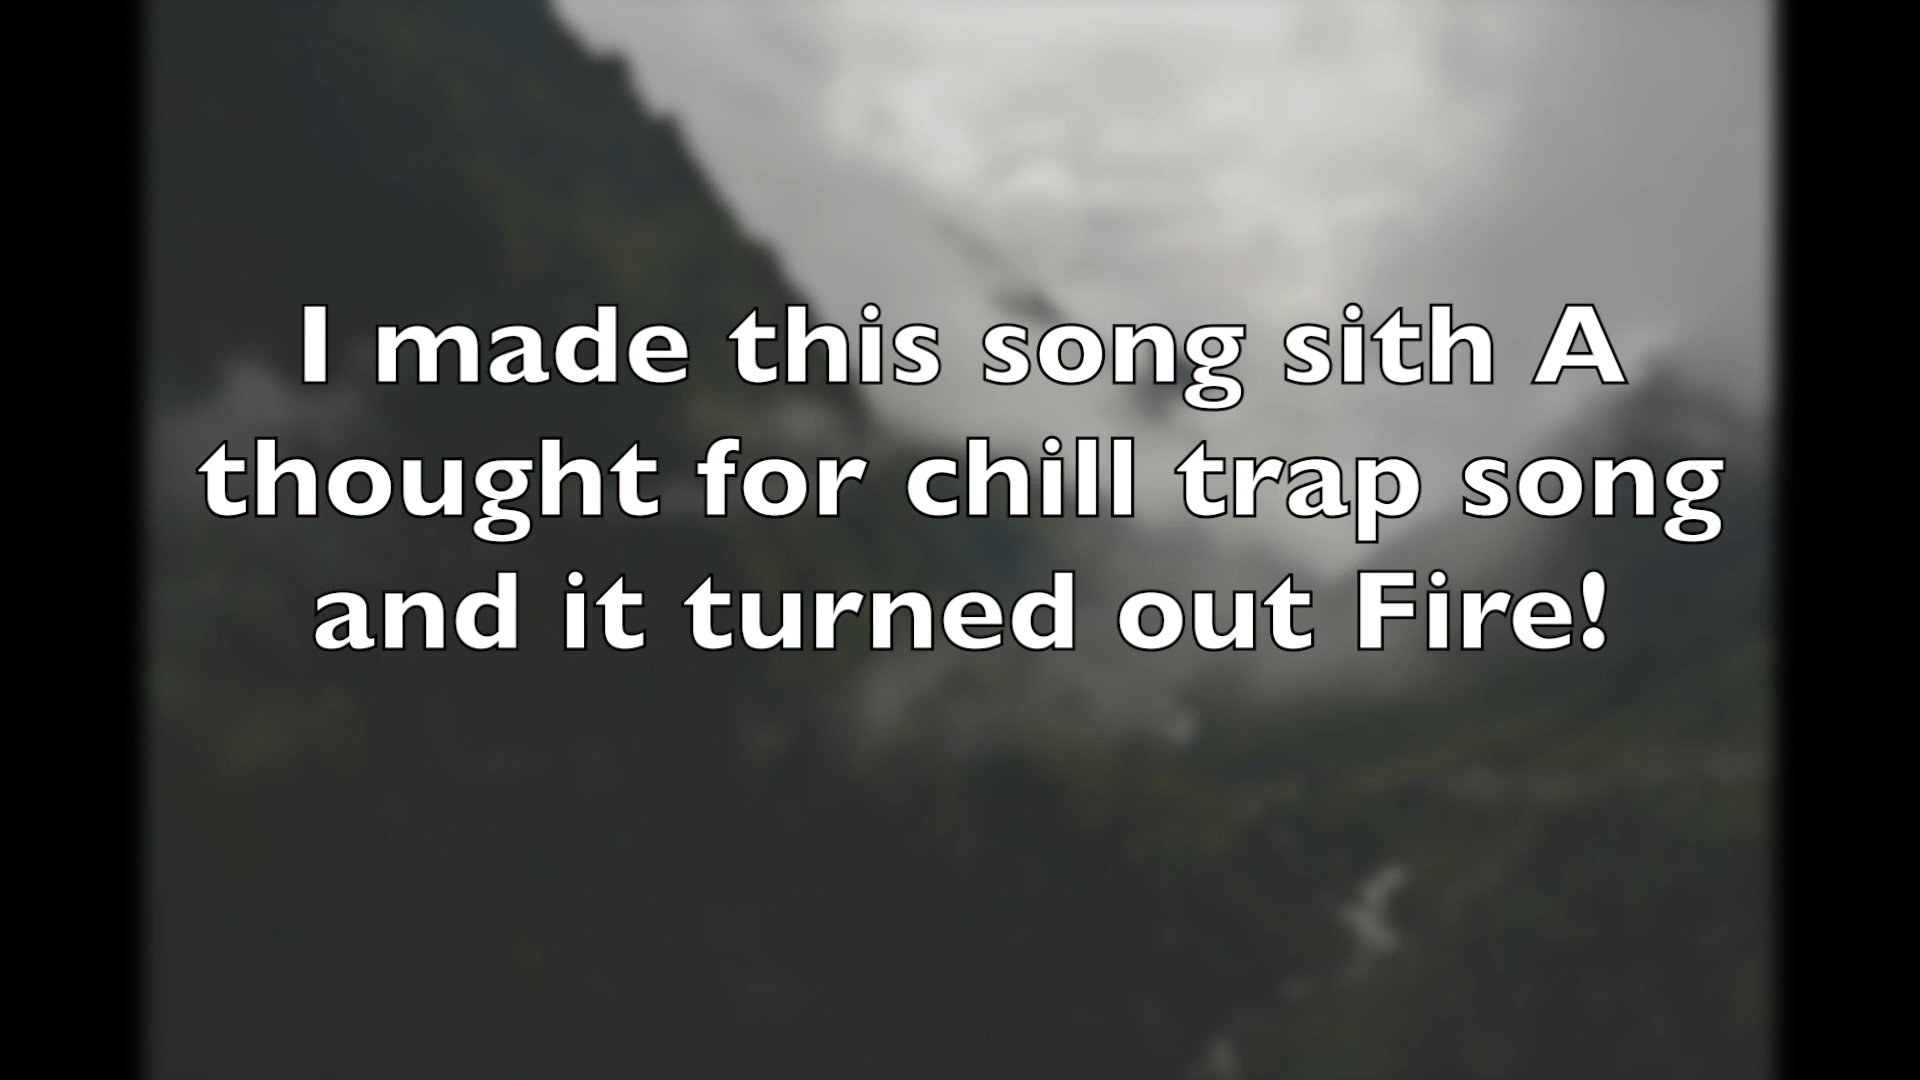 I made this song sith A
thought for chill trap song
and it turned out Fire!